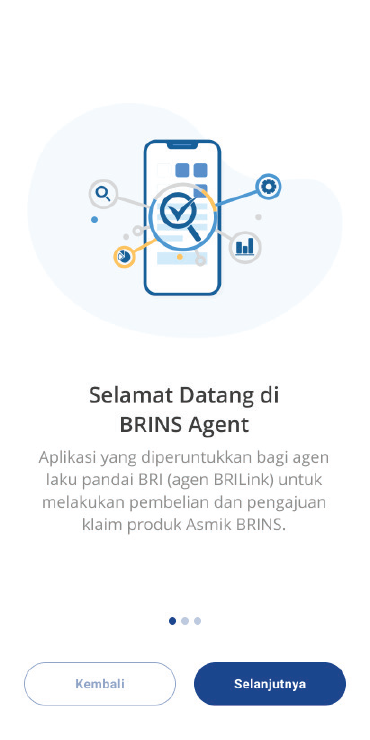 Selamat Datang di
BRINS Agent
Aplikasi yang diperuntukkan bagi agen
laku pandai BRI (agen BRILink) untuk
melakukan pembelian dan pengajuan
klaim produk Asmik BRINS.
Kembali
Selanjutnya